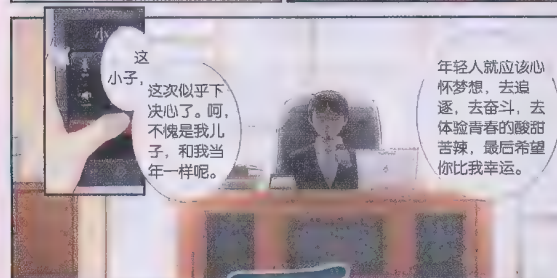 小
这
小子，
这次似乎下
决心了。呵，
不愧是我儿
子，和我当
年一样呢。
年轻人就应该心
怀梦想，去追
逐，去奋斗，去
体验青春的酸甜
苦辣，最后希望
你比我幸运。